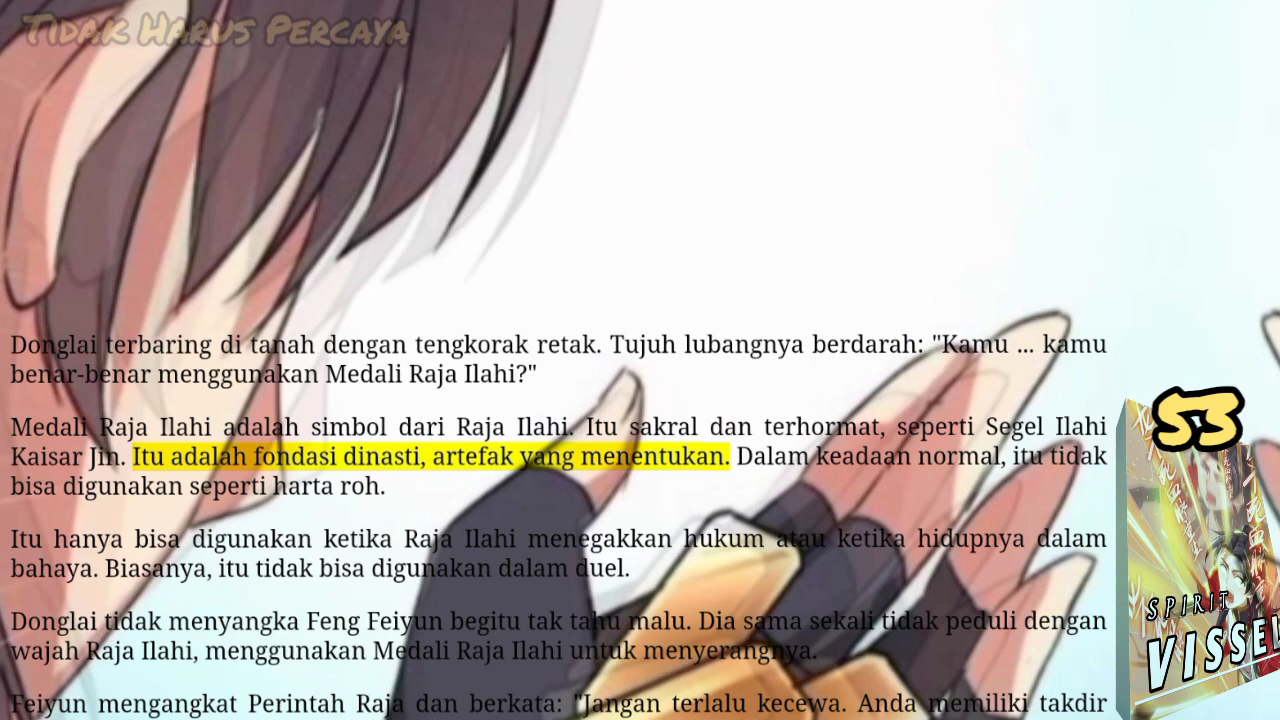 Tidak Harus Percaya
Donglai terbaring di tanah dengan tengkorak retak. Tujuh lubangnya berdarah: "Kamu ... kamu
benar-benar menggunakan Medali Raja Ilahi?"
Medali Raja Ilahi adalah simbol dari Raja Ilahi. Itu sakral dan terhormat, seperti Segel Ilahi
Kaisar Jin. Itu adalah fondasi dinasti, artefak yang menentukan. Dalam keadaan normal, itu tidak
bisa digunakan seperti harta roh.
Itu hanya bisa digunakan ketika Raja Ilahi menegakkan hukum atau ketika hidupnya dalam
bahaya. Biasanya, itu tidak bisa digunakan dalam duel.
Donglai tidak menyangka Feng Feiyun begitu tak tahu malu. Dia sama sekali tidak peduli dengan
wajah Raja Ilahi, menggunakan Medali Raja Ilahi untuk menyerangnya.
Feiyun mengangkat Perintah Raja dan berkata: "Jangan terlalu kecewa. Anda memiliki takdir
53
SPIRIT
VISSEL